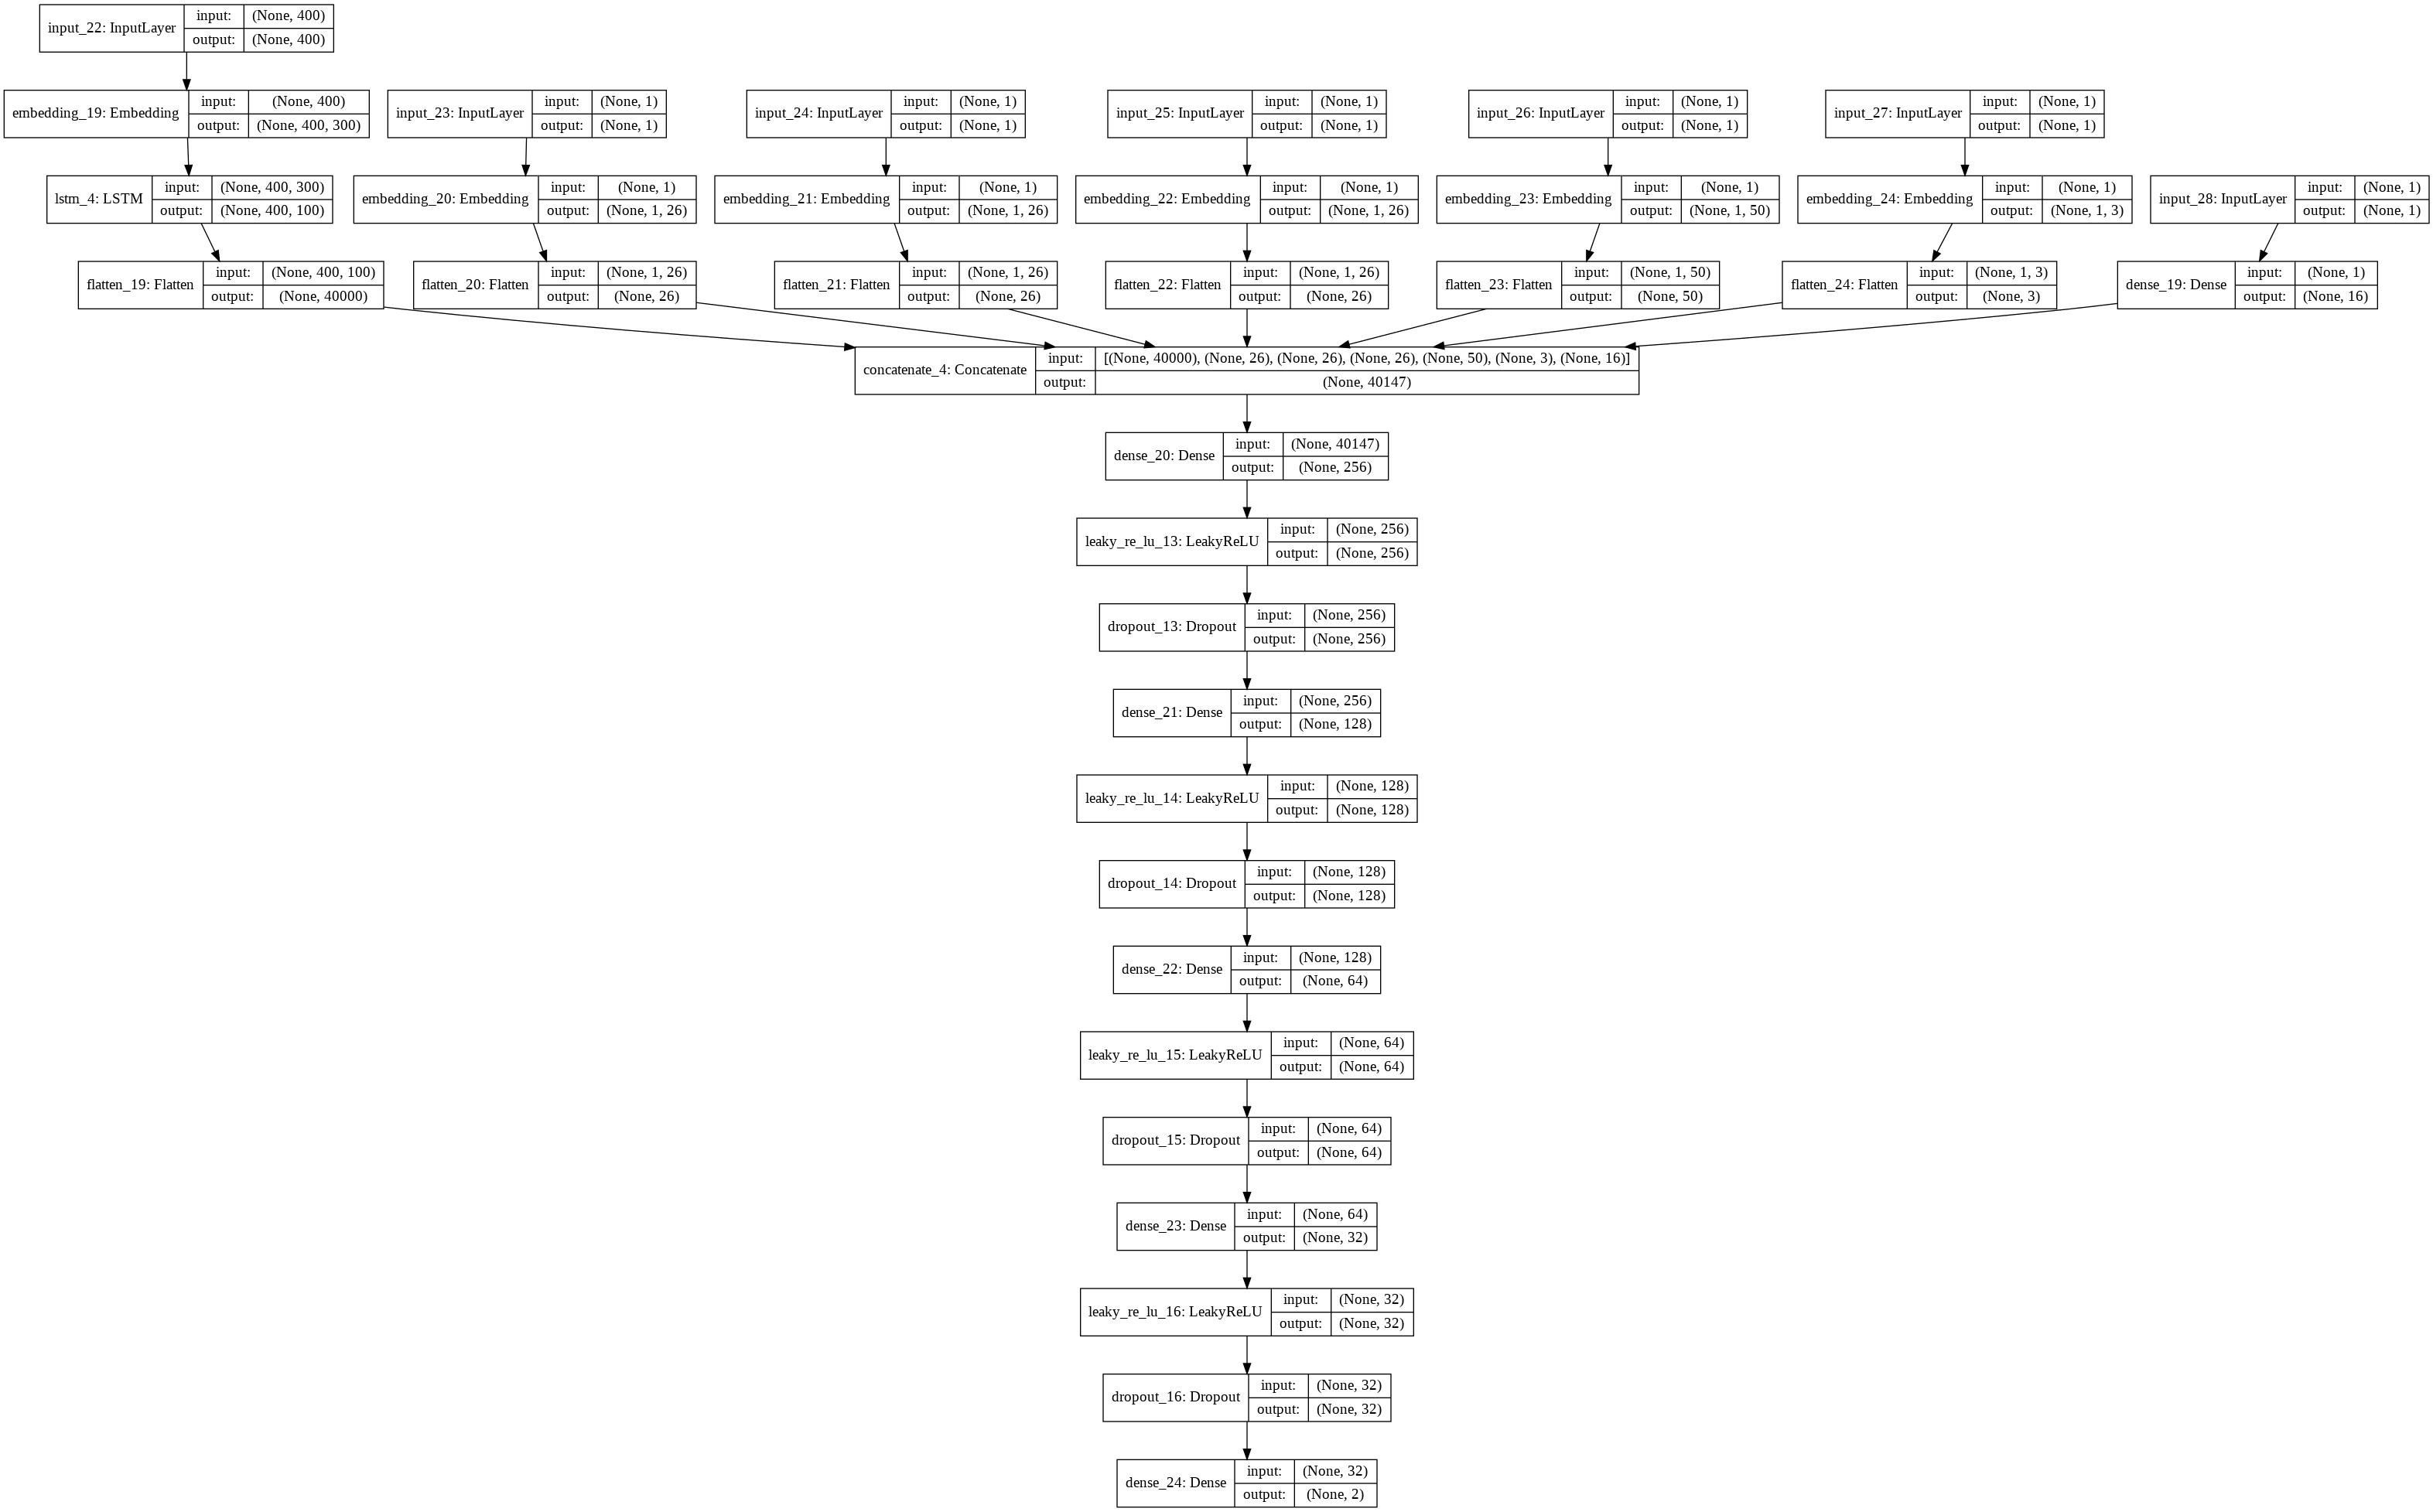 input_22: InputLayer input: (None, 400)
output: (None, 400)
embedding_19: Embedding input: (None, 400)
output: (None, 400, 300)
input_23: InputLayer input: (None, 1)
output: (None, 1)
input_24: InputLayer input: (None, 1)
output: (None, 1)
input_25: InputLayer input: (None, 1)
output: (None, 1)
input_26: InputLayer input: (None, 1)
output: (None, 1)
input_27: InputLayer input: (None, 1)
output: (None, 1)
lstm_4: LSTM input: (None, 400, 300)
output: (None, 400, 100)
embedding_20: Embedding input: (None, 1)
output: (None, 1, 26)
embedding_21: Embedding input: (None, 1)
output: (None, 1, 26)
embedding_22: Embedding input: (None, 1)
output: (None, 1, 26)
embedding_23: Embedding input: (None, 1)
output: (None, 1, 50)
embedding_24: Embedding input: (None, 1)
output: (None, 1, 3)
input_28: InputLayer input: (None, 1)
output: (None, 1)
flatten_19: Flatten input: (None, 400, 100)
output: (None, 40000)
flatten_20: Flatten input: (None, 1, 26)
output: (None, 26)
flatten_21: Flatten input: (None, 1, 26)
output: (None, 26)
flatten_22: Flatten input: (None, 1, 26)
output: (None, 26)
flatten_23: Flatten input: (None, 1, 50)
output: (None, 50)
flatten_24: Flatten input: (None, 1, 3)
output: (None, 3)
dense_19: Dense input: (None, 1)
output: (None, 16)
concatenate_4: Concatenate input: [(None, 40000), (None, 26), (None, 26), (None, 26), (None, 50), (None, 3), (None, 16)]
output: (None, 40147)
dense_20: Dense input: (None, 40147)
output: (None, 256)
leaky_re_lu_13: LeakyReLU input: (None, 256)
output: (None, 256)
dropout_13: Dropout input: (None, 256)
output: (None, 256)
dense_21: Dense input: (None, 256)
output: (None, 128)
leaky_re_lu_14: LeakyReLU input: (None, 128)
output: (None, 128)
dropout_14: Dropout input: (None, 128)
output: (None, 128)
dense_22: Dense input: (None, 128)
output: (None, 64)
leaky_re_lu_15: LeakyReLU input: (None, 64)
output: (None, 64)
dropout_15: Dropout input: (None, 64)
output: (None, 64)
dense_23: Dense input: (None, 64)
output: (None, 32)
leaky_re_lu_16: LeakyReLU input: (None, 32)
output: (None, 32)
dropout_16: Dropout input: (None, 32)
output: (None, 32)
dense_24: Dense input: (None, 32)
output: (None, 2)